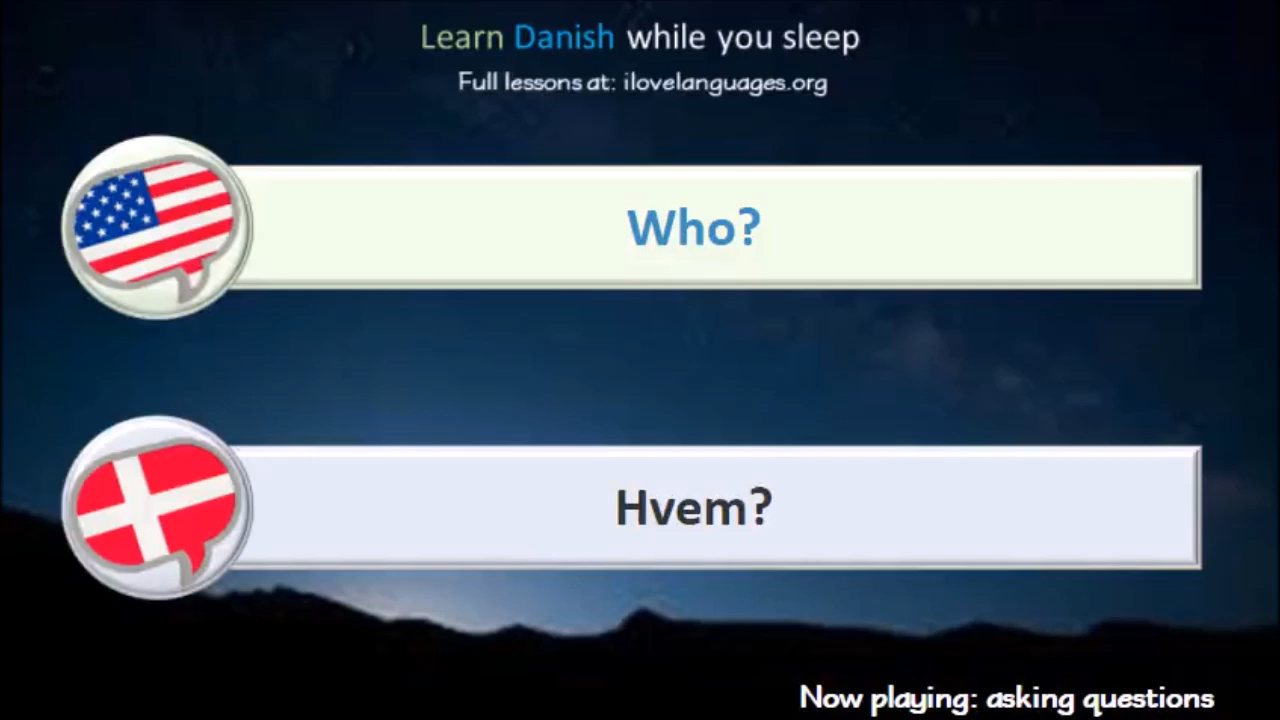 Learn Danish while you sleep
Full lessons at: ilovelanguages.org
Who?
Hvem?
Now playing: asking questions